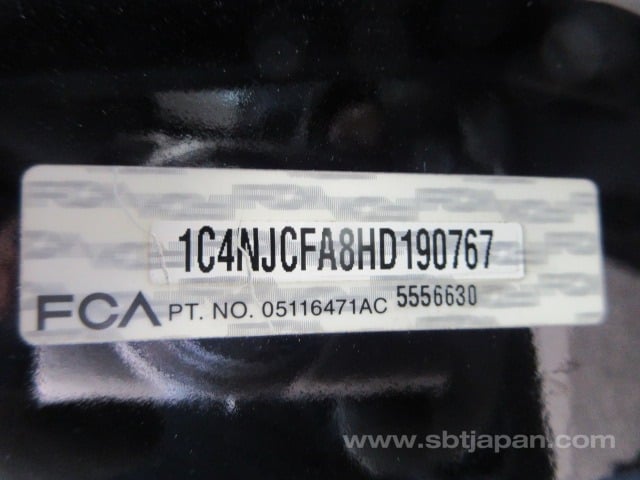 1C4NJCFA8HD190767
FCA PT. NO. 05116471AC 5556630
www.sbtjapan.com